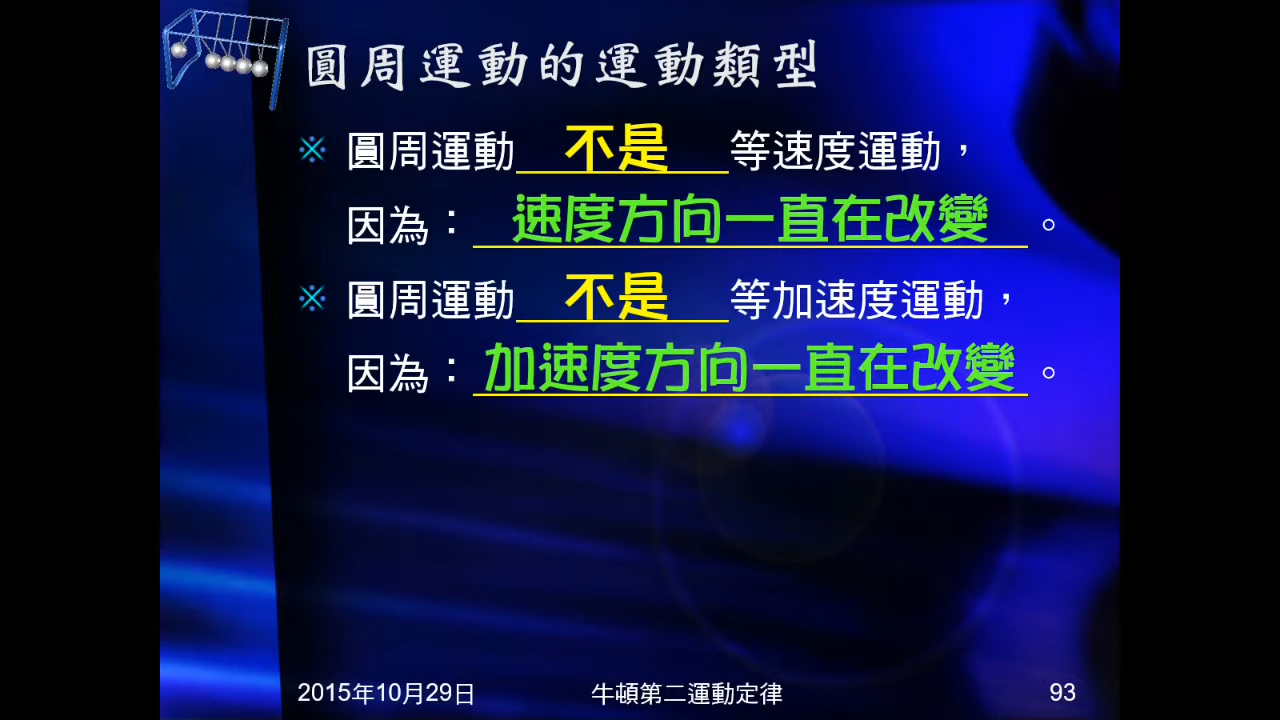 圓周運動的運動類型
※ 圓周運動 不是 等速度運動，
因為： 速度方向一直在改變 。
※ 圓周運動 不是 等加速度運動，
因為： 加速度方向一直在改變 。
2015年10月29日 牛頓第二運動定律 93